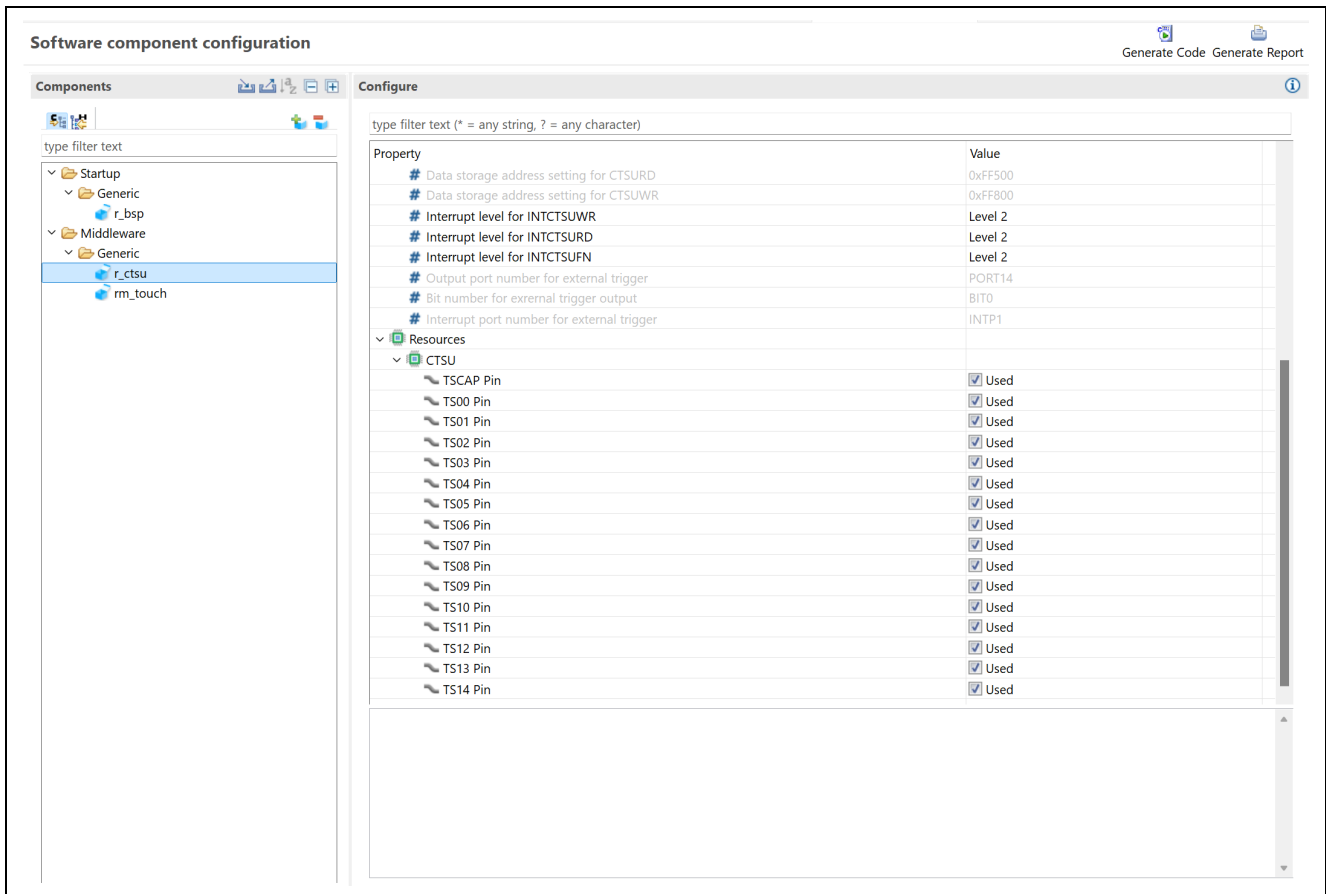 Software component configuration
Generate Code Generate Report
Components
Configure
type filter text (* = any string, ? = any character)
type filter text
Startup
Generic
r_bsp
Middleware
Generic
r_ctsu
rm_touch
Property Value
Data storage address setting for CTSURD 0xFF500
Data storage address setting for CTSUWR 0xFF800
Interrupt level for INTCTSUWR Level 2
Interrupt level for INTCTSURD Level 2
Interrupt level for INTCTSUFN Level 2
Output port number for external trigger PORT14
Bit number for exrernal trigger output BIT0
Interrupt port number for external trigger INTP1
Resources
CTSU
TSCAP Pin Used
TS00 Pin Used
TS01 Pin Used
TS02 Pin Used
TS03 Pin Used
TS04 Pin Used
TS05 Pin Used
TS06 Pin Used
TS07 Pin Used
TS08 Pin Used
TS09 Pin Used
TS10 Pin Used
TS11 Pin Used
TS12 Pin Used
TS13 Pin Used
TS14 Pin Used